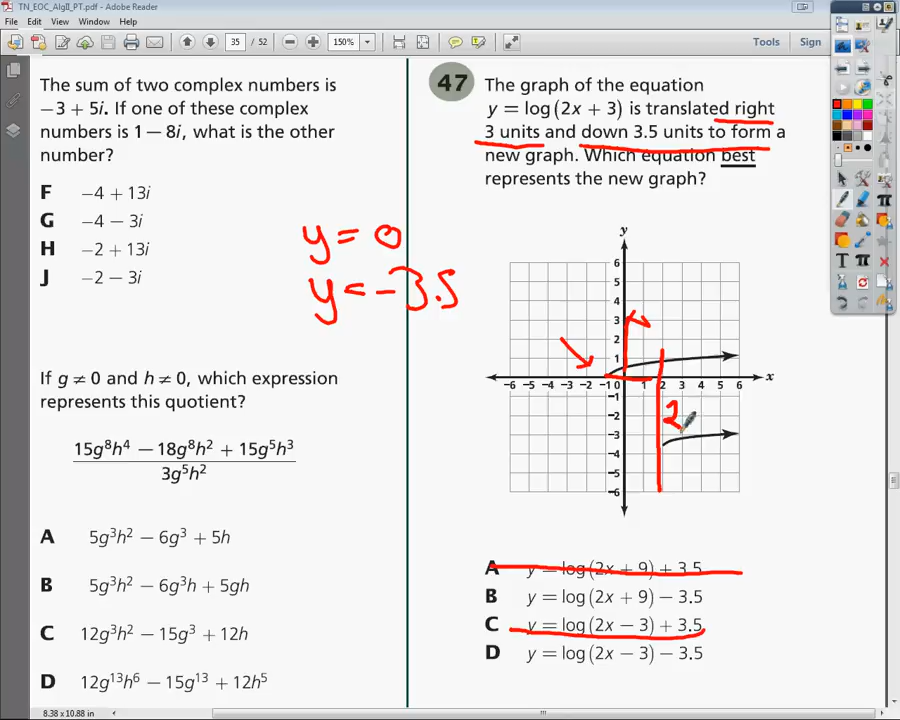 TN_EOC_AlgII_PT.pdf - Adobe Reader
File Edit View Window Help
35 / 52 150% Tools Sign
The sum of two complex numbers is
−3 + 5i. If one of these complex
numbers is 1 − 8i, what is the other
number?
F −4 + 13i
G −4 − 3i
H −2 + 13i
J −2 − 3i
If g ≠ 0 and h ≠ 0, which expression
represents this quotient?
15g⁸h⁴ − 18g⁸h² + 15g⁵h³
3g⁵h²
A 5g³h² − 6g³ + 5h
B 5g³h² − 6g³h + 5gh
C 12g³h² − 15g³ + 12h
D 12g¹³h⁶ − 15g¹³ + 12h⁵
y = 0
y = -3.5
47 The graph of the equation
y = log(2x + 3) is translated right
3 units and down 3.5 units to form a
new graph. Which equation best
represents the new graph?
y
6
5
4
3
2
1
−6 −5 −4 −3 −2 −1 0 1 2 3 4 5 6 x
−1
−2
−3
−4
−5
−6
2
A y = log(2x + 9) + 3.5
B y = log(2x + 9) − 3.5
C y = log(2x − 3) + 3.5
D y = log(2x − 3) − 3.5
8.38 x 10.88 in